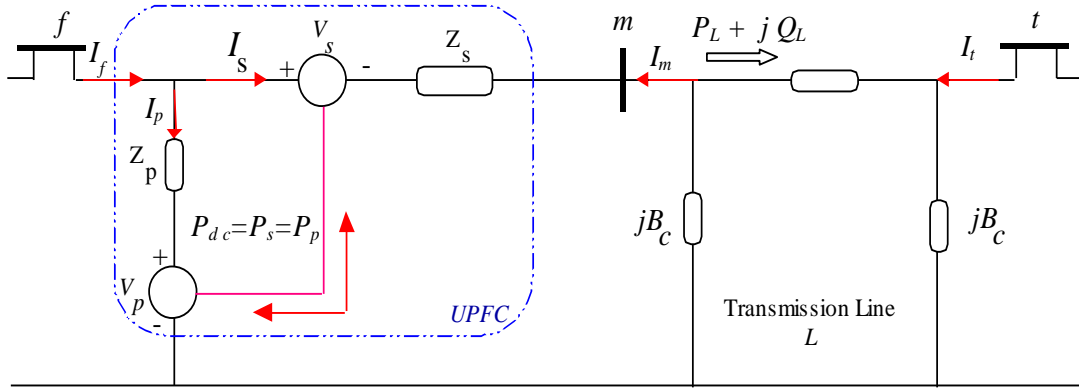 f
I_f
I_s
+
V_s
-
Z_s
m
I_m
P_L + j Q_L
I_t
t
I_p
Z_p
P_dc=P_s=P_p
+
V_p
-
UPFC
jB_c
jB_c
Transmission Line
L